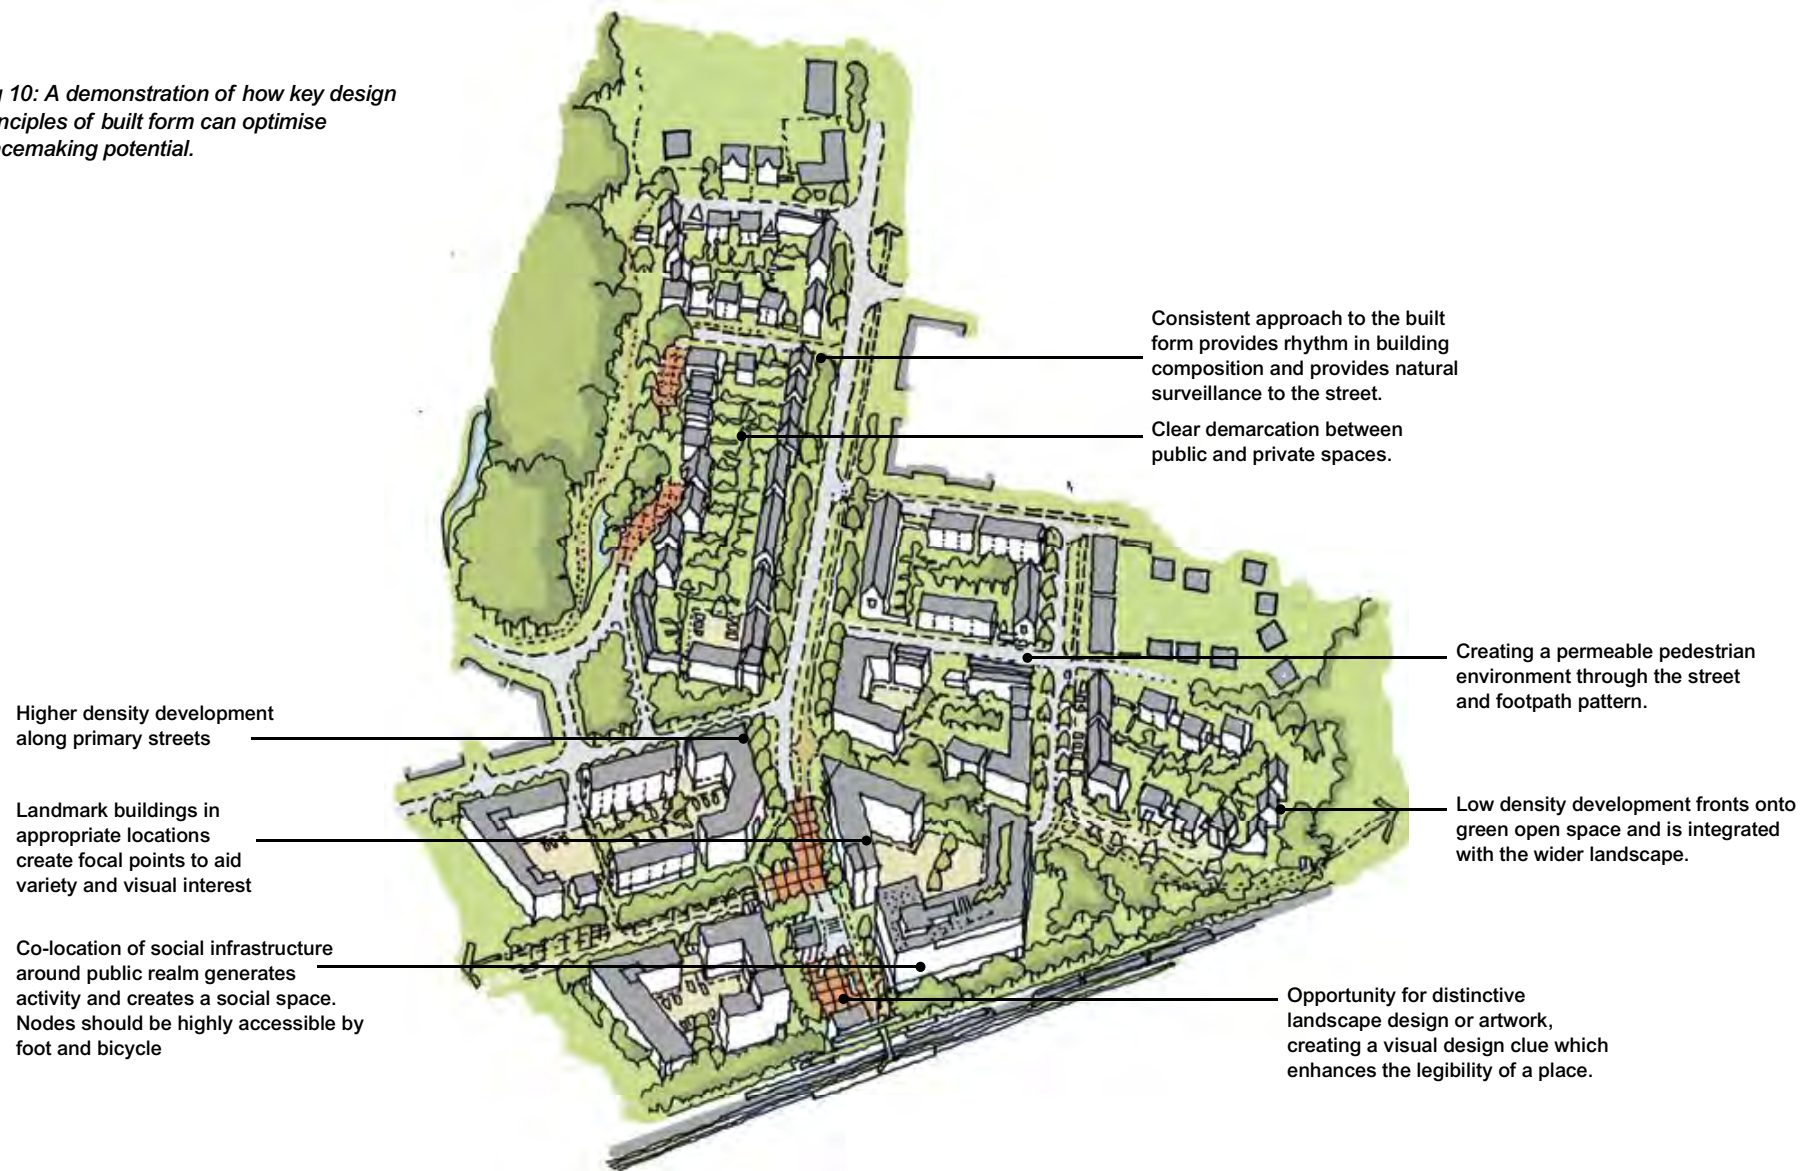 10: A demonstration of how key design
of built form can optimise
potential.
Consistent approach to the built
form provides rhythm in building
composition and provides natural
surveillance to the street.
Clear demarcation between
public and private spaces.
Creating a permeable pedestrian
environment through the street
and footpath pattern.
Higher density development
along primary streets
Landmark buildings in
appropriate locations
create focal points to aid
variety and visual interest
Low density development fronts onto
green open space and is integrated
with the wider landscape.
Co-location of social infrastructure
around public realm generates
activity and creates a social space.
Nodes should be highly accessible by
foot and bicycle
Opportunity for distinctive
landscape design or artwork,
creating a visual design clue which
enhances the legibility of a place.